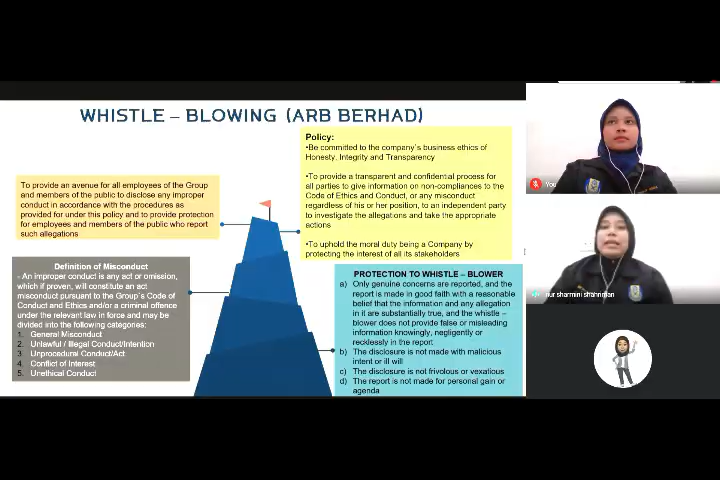 WHISTLE – BLOWING (ARB BERHAD)
To provide an avenue for all employees of the Group
and members of the public to disclose any improper
conduct in accordance with the procedures as
provided for under this policy and to provide protection
for employees and members of the public who report
such allegations
Policy:
•Be committed to the company's business ethics of
Honesty, Integrity and Transparency
•To provide a transparent and confidential process for
all parties to give information on non-compliances to the
Code of Ethics and Conduct, or any misconduct
regardless of his or her position, to an independent party
to investigate the allegations and take the appropriate
actions
•To uphold the moral duty being a Company by
protecting the interest of all its stakeholders
Definition of Misconduct
- An improper conduct is any act or omission,
which if proven, will constitute an act
misconduct pursuant to the Group's Code of
Conduct and Ethics and/or a criminal offence
under the relevant law in force and may be
divided into the following categories:
1. General Misconduct
2. Unlawful / Illegal Conduct/Intention
3. Unprocedural Conduct/Act
4. Conflict of Interest
5. Unethical Conduct
PROTECTION TO WHISTLE – BLOWER
a) Only genuine concerns are reported, and the
report is made in good faith with a reasonable
belief that the information and any allegation
in it are substantially true, and the whistle –
blower does not provide false or misleading
information knowingly, negligently or
recklessly in the report
b) The disclosure is not made with malicious
intent or ill will
c) The disclosure is not frivolous or vexatious
d) The report is not made for personal gain or
agenda
You
nur sharmini shahriman